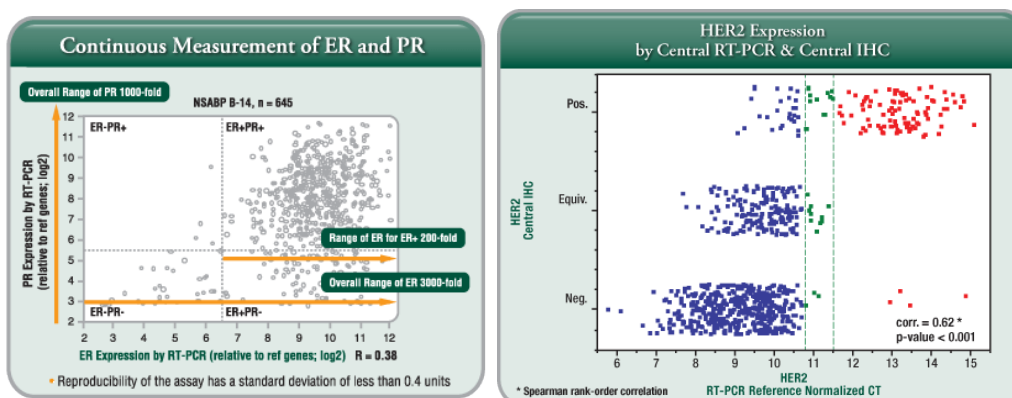 Continuous Measurement of ER and PR
Overall Range of PR 1000-fold
NSABP B-14, n = 645
PR Expression by RT-PCR
(relative to ref genes; log2)
12
11
10
9
8
7
6
5
4
3
2
ER-PR+
ER+PR+
Range of ER for ER+ 200-fold
Overall Range of ER 3000-fold
ER-PR-
ER+PR-
2 3 4 5 6 7 8 9 10 11 12
ER Expression by RT-PCR (relative to ref genes; log2) R = 0.38
• Reproducibility of the assay has a standard deviation of less than 0.4 units
HER2 Expression
by Central RT-PCR & Central IHC
HER2
Central IHC
Pos.
Equiv.
Neg.
corr. = 0.62 *
p-value < 0.001
6 7 8 9 10 11 12 13 14 15
HER2
RT-PCR Reference Normalized CT
* Spearman rank-order correlation